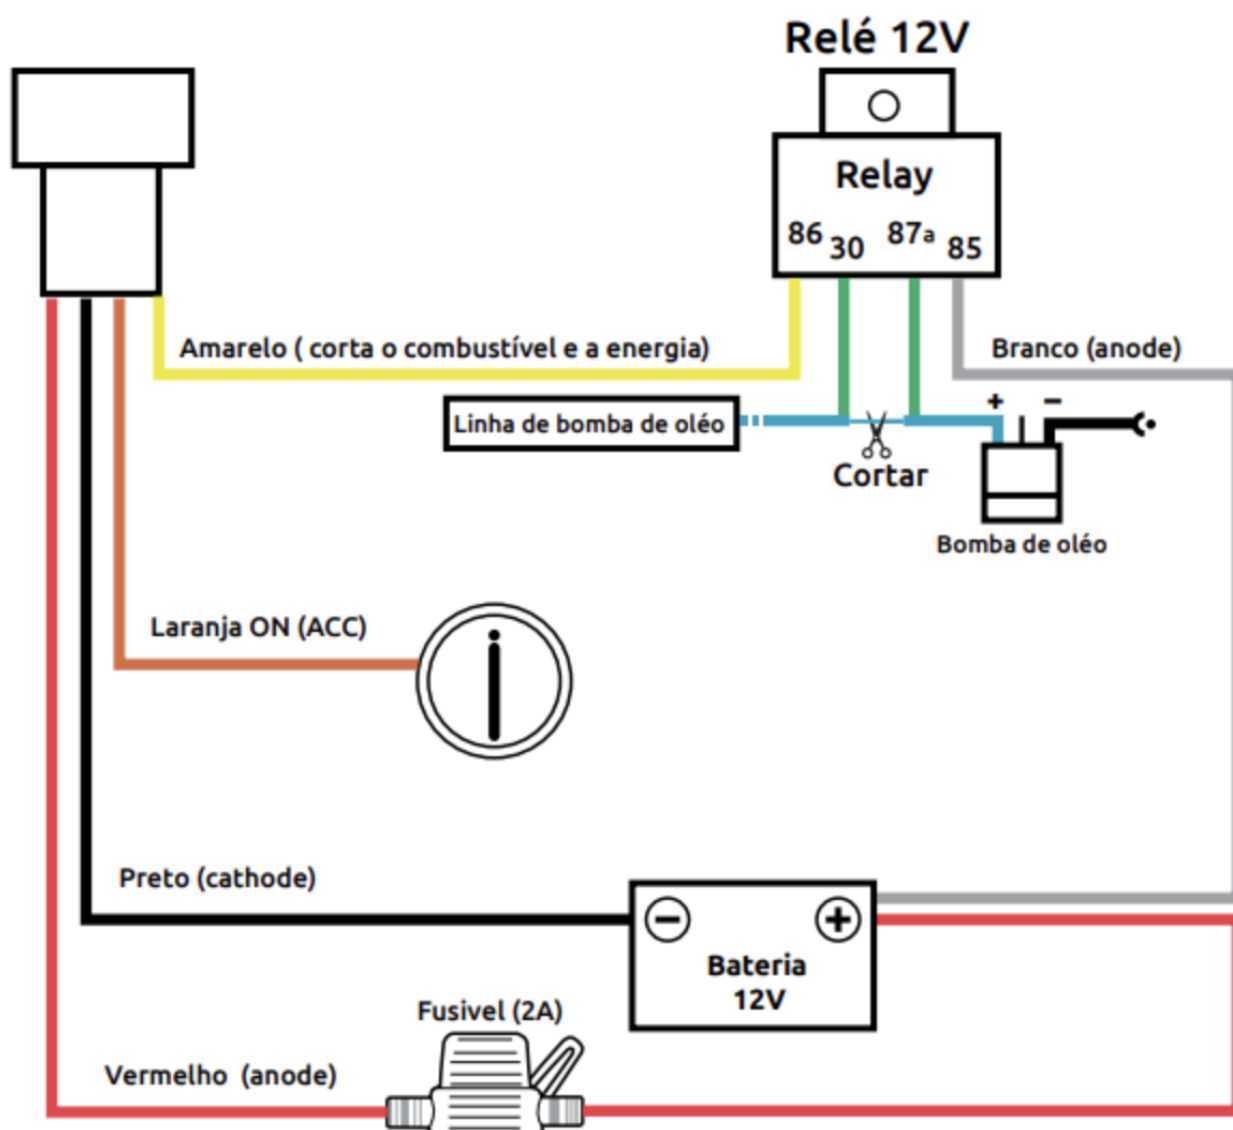 Relé 12V
Relay
86 30 87a 85
Amarelo ( corta o combustível e a energia)
Branco (anode)
+ −
Linha de bomba de oléo
Cortar
Bomba de oléo
Laranja ON (ACC)
Preto (cathode)
− +
Bateria
12V
Fusivel (2A)
Vermelho (anode)